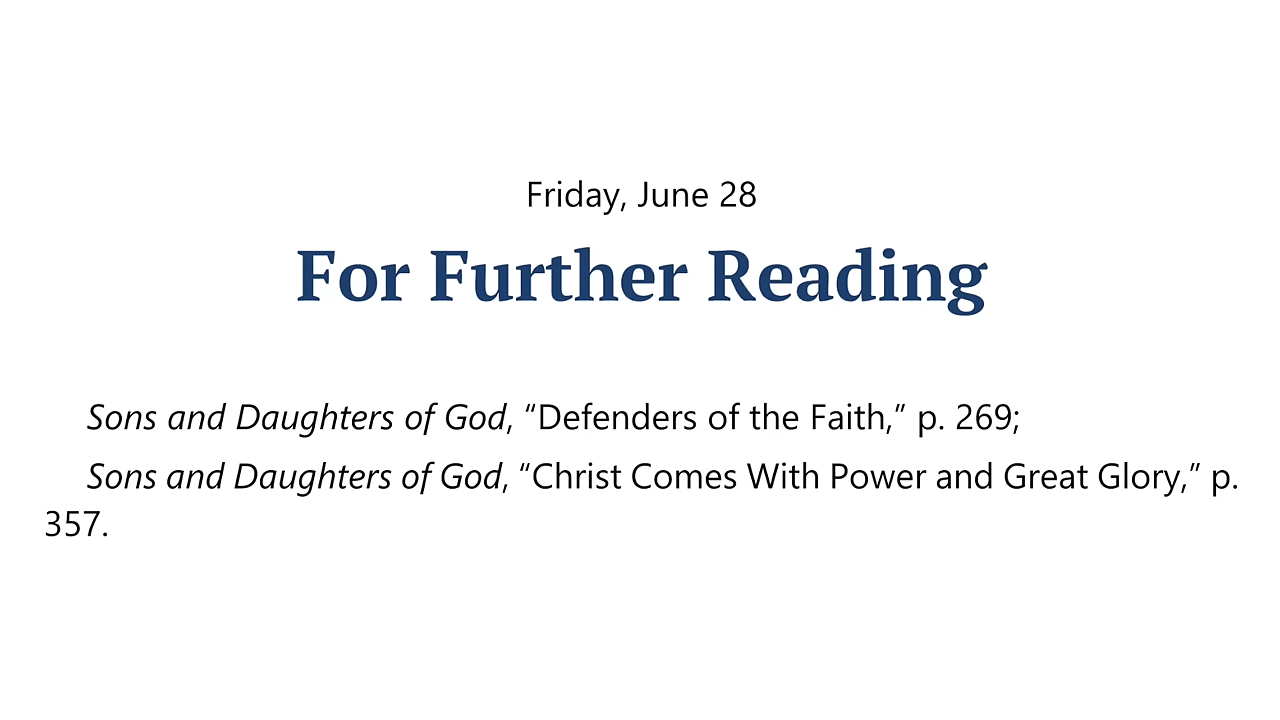 Friday, June 28
For Further Reading
Sons and Daughters of God, “Defenders of the Faith,” p. 269;
Sons and Daughters of God, “Christ Comes With Power and Great Glory,” p.
357.